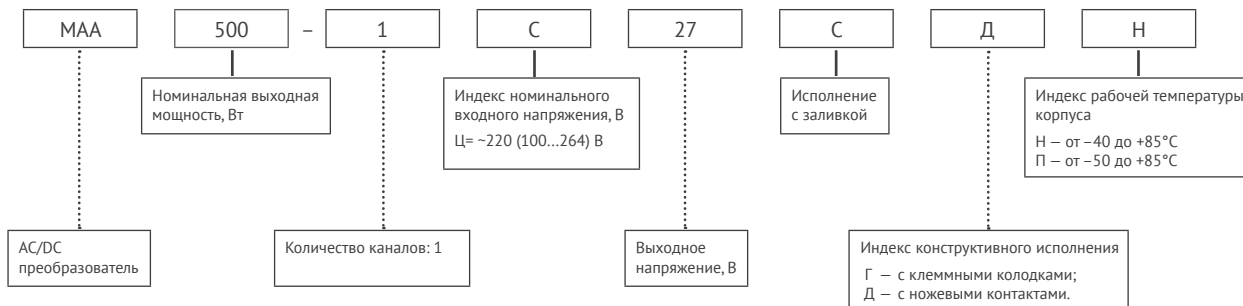 МАА 500 – 1 С 27 С Д Н
Номинальная выходная
мощность, Вт
Индекс номинального
входного напряжения, В
Ц= ~220 (100...264) В
Исполнение
с заливкой
Индекс рабочей температуры
корпуса
Н — от –40 до +85°C
П — от –50 до +85°C
AC/DC
преобразователь
Количество каналов: 1
Выходное
напряжение, В
Индекс конструктивного исполнения
Г — с клеммными колодками;
Д — с ножевыми контактами.